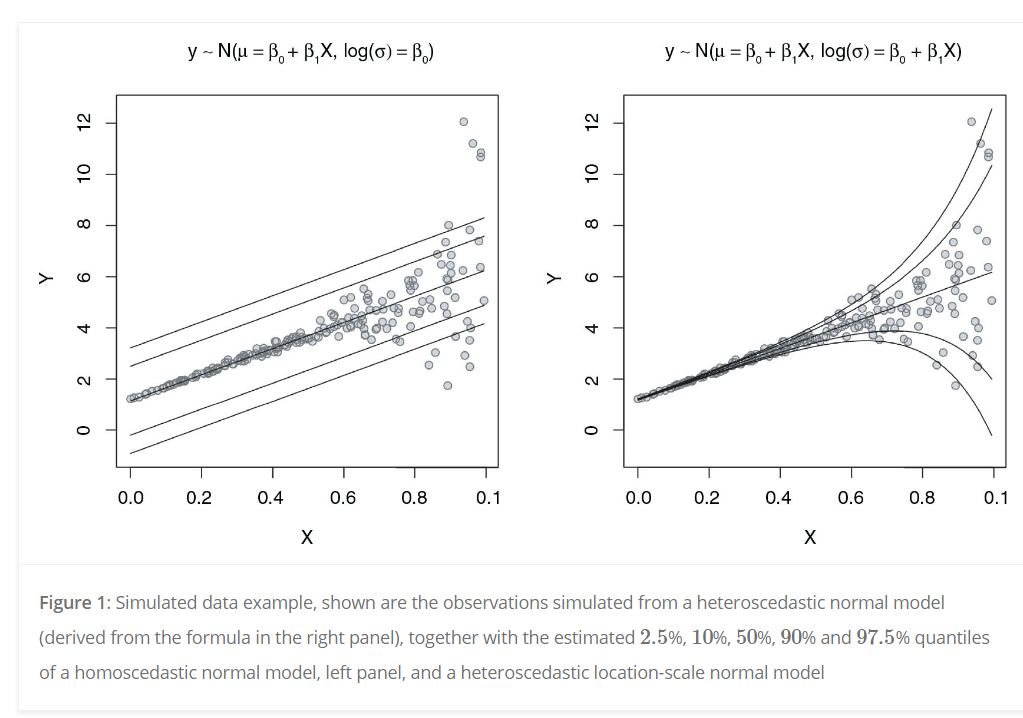 y ~ N(μ = β₀ + β₁X, log(σ) = β₀)
12
10
8
6
4
2
0
Y
0.0 0.2 0.4 0.6 0.8 0.1
X
y ~ N(μ = β₀ + β₁X, log(σ) = β₀ + β₁X)
12
10
8
6
4
2
0
Y
0.0 0.2 0.4 0.6 0.8 0.1
X
Figure 1: Simulated data example, shown are the observations simulated from a heteroscedastic normal model
(derived from the formula in the right panel), together with the estimated 2.5%, 10%, 50%, 90% and 97.5% quantiles
of a homoscedastic normal model, left panel, and a heteroscedastic location-scale normal model